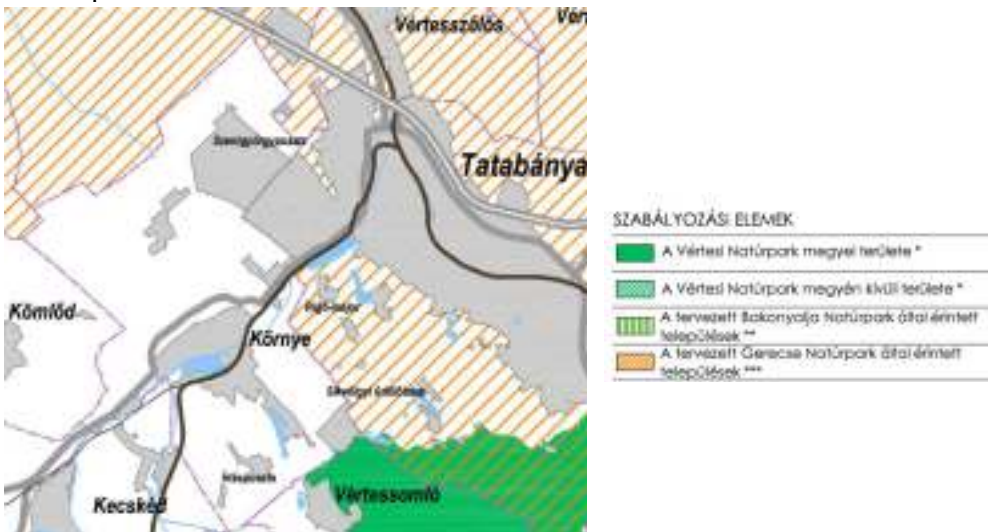 Vértesszőlős
Tatabánya
Kömlőd
Környe
Kecskéd
Vértessomló
SZABÁLYOZÁSI ELEMEK
A Vértesi Natúrpark megyei területe *
A Vértesi Natúrpark megyén kívüli területe *
A tervezett Bakonyalja Natúrpark által érintett
települések **
A tervezett Gerecse Natúrpark által érintett
települések ***